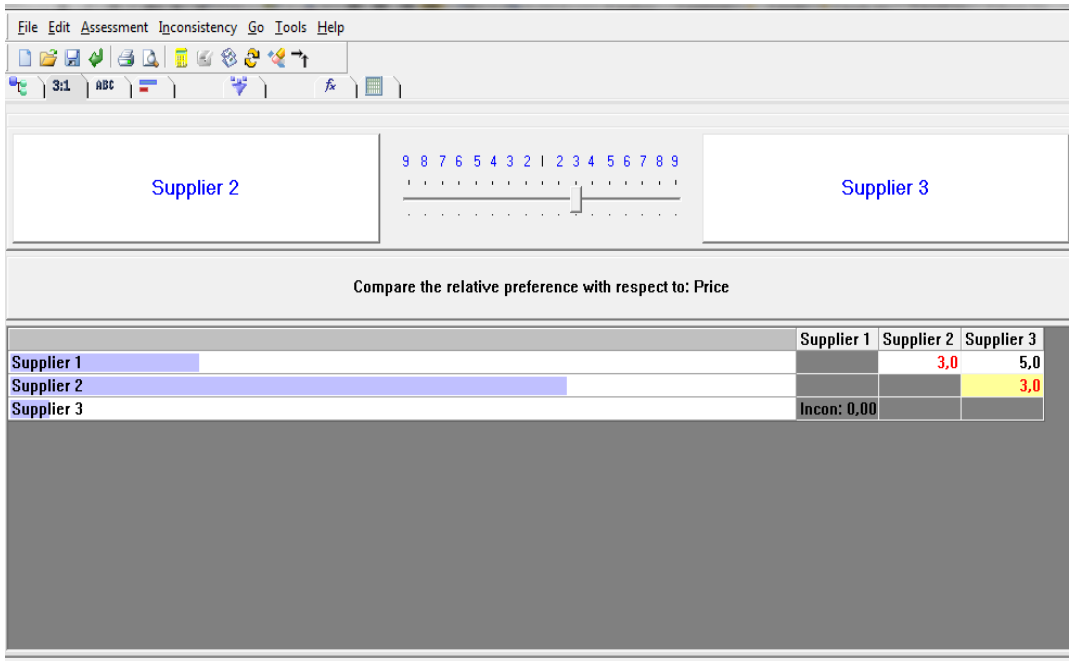 File Edit Assessment Inconsistency Go Tools Help
3:1 ABC fx
9 8 7 6 5 4 3 2 1 2 3 4 5 6 7 8 9
Supplier 2 Supplier 3
Compare the relative preference with respect to: Price
Supplier 1 Supplier 2 Supplier 3
Supplier 1 3,0 5,0
Supplier 2 3,0
Supplier 3 Incon: 0,00